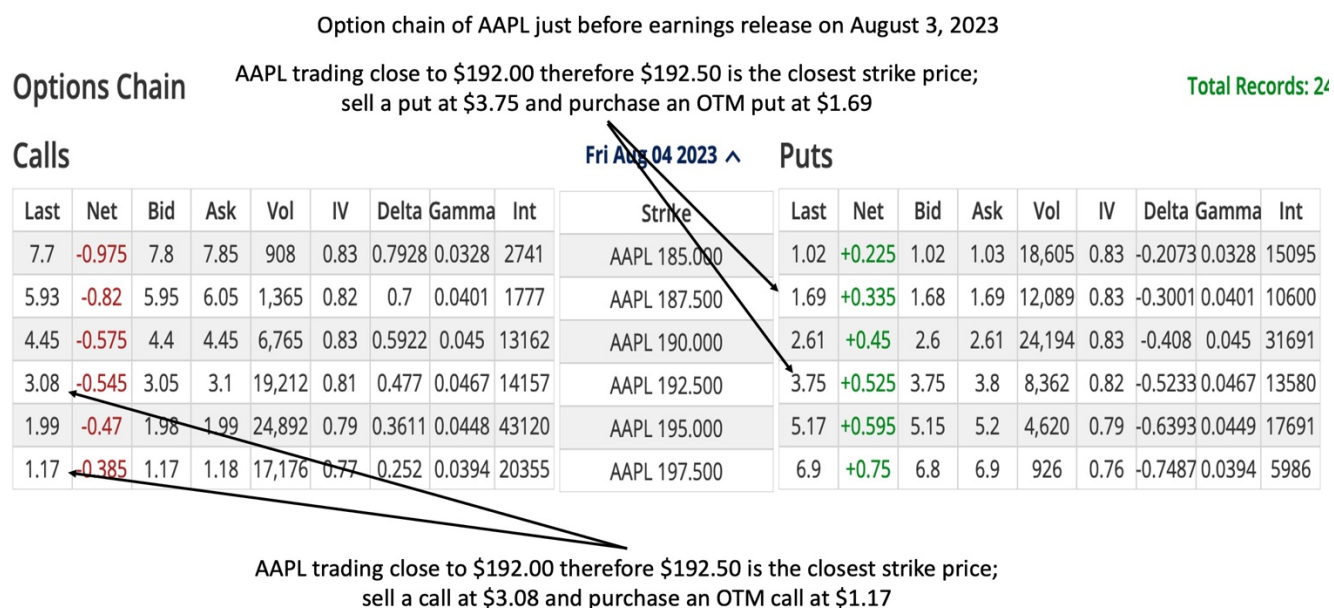 Option chain of AAPL just before earnings release on August 3, 2023
AAPL trading close to $192.00 therefore $192.50 is the closest strike price;
sell a put at $3.75 and purchase an OTM put at $1.69
Options Chain
Total Records: 24
Calls Fri Aug 04 2023 Puts
Last Net Bid Ask Vol IV Delta Gamma Int Strike Last Net Bid Ask Vol IV Delta Gamma Int
7.7 -0.975 7.8 7.85 908 0.83 0.7928 0.0328 2741 AAPL 185.000 1.02 +0.225 1.02 1.03 18,605 0.83 -0.2073 0.0328 15095
5.93 -0.82 5.95 6.05 1,365 0.82 0.7 0.0401 1777 AAPL 187.500 1.69 +0.335 1.68 1.69 12,089 0.83 -0.3001 0.0401 10600
4.45 -0.575 4.4 4.45 6,765 0.83 0.5922 0.045 13162 AAPL 190.000 2.61 +0.45 2.6 2.61 24,194 0.83 -0.408 0.045 31691
3.08 -0.545 3.05 3.1 19,212 0.81 0.477 0.0467 14157 AAPL 192.500 3.75 +0.525 3.75 3.8 8,362 0.82 -0.5233 0.0467 13580
1.99 -0.47 1.98 1.99 24,892 0.79 0.3611 0.0448 43120 AAPL 195.000 5.17 +0.595 5.15 5.2 4,620 0.79 -0.6393 0.0449 17691
1.17 -0.385 1.17 1.18 17,176 0.77 0.252 0.0394 20355 AAPL 197.500 6.9 +0.75 6.8 6.9 926 0.76 -0.7487 0.0394 5986
AAPL trading close to $192.00 therefore $192.50 is the closest strike price;
sell a call at $3.08 and purchase an OTM call at $1.17